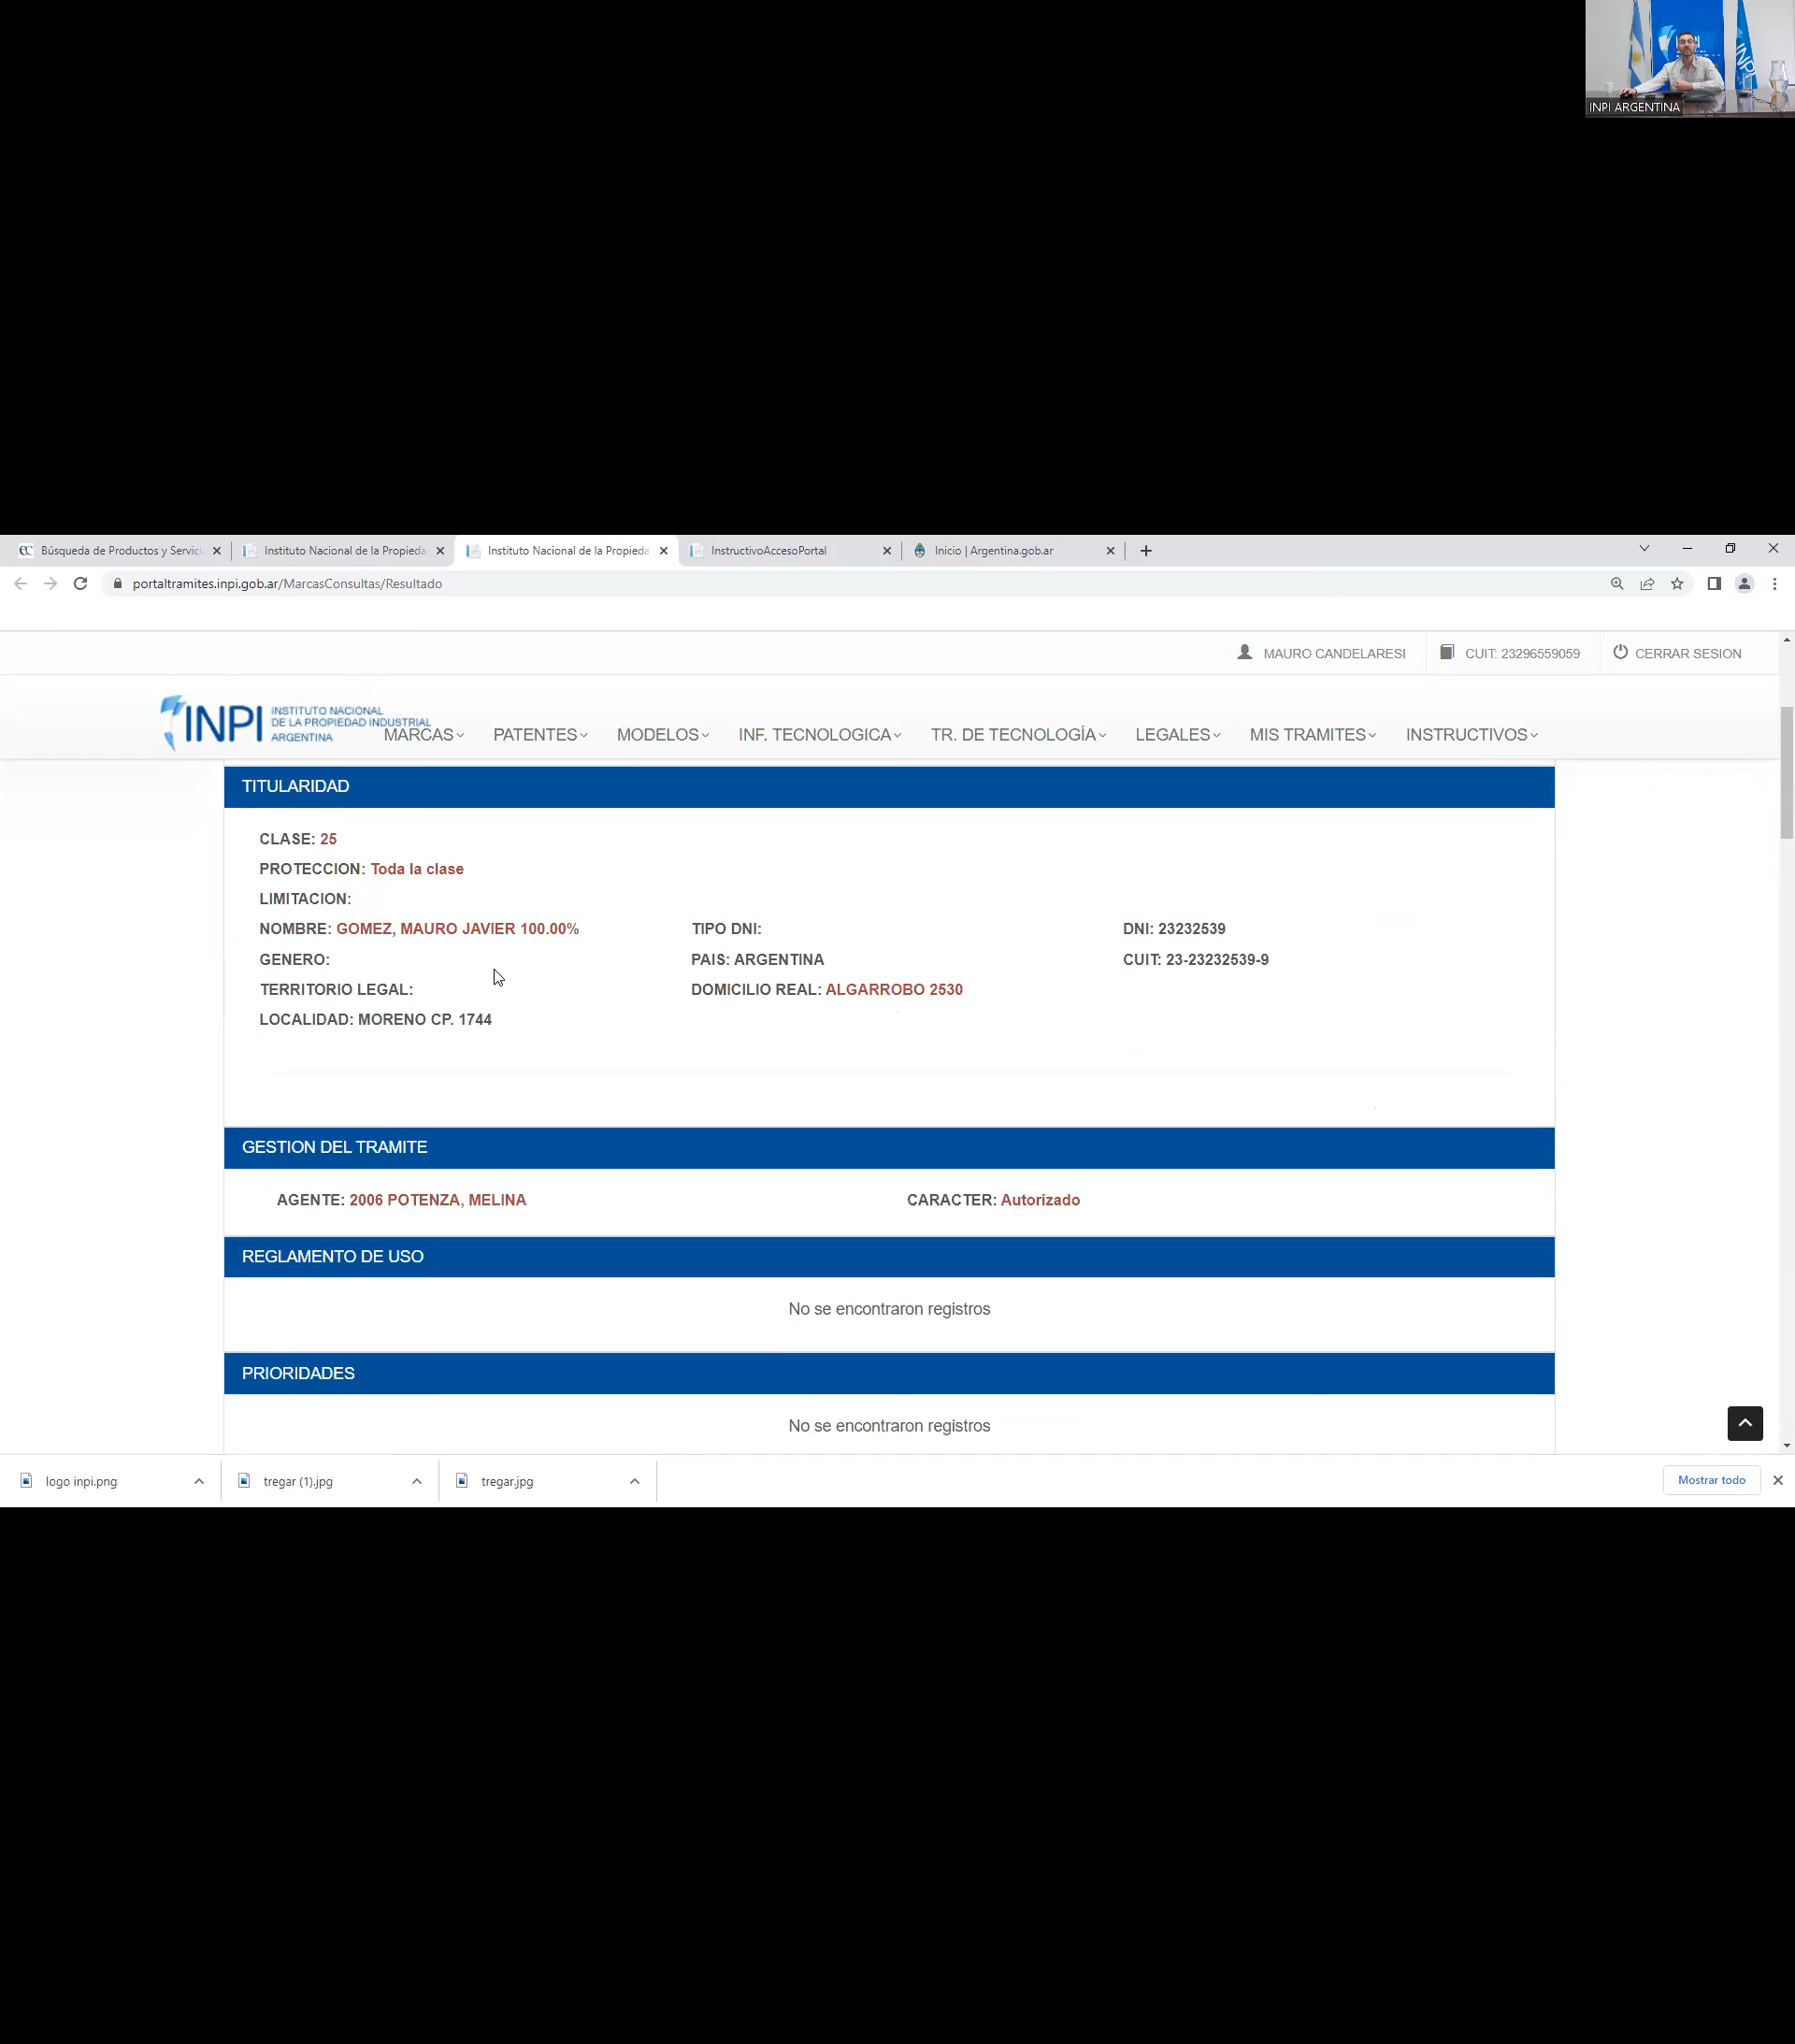 INPI
INPI
INPI ARGENTINA
Búsqueda de Productos y Servici
Instituto Nacional de la Propieda
Instituto Nacional de la Propieda
InstructivoAccesoPortal
Inicio | Argentina.gob.ar
portaltramites.inpi.gob.ar/MarcasConsultas/Resultado
MAURO CANDELARESI
CUIT: 23296559059
CERRAR SESION
INPI
INSTITUTO NACIONAL
DE LA PROPIEDAD INDUSTRIAL
ARGENTINA
MARCAS
PATENTES
MODELOS
INF. TECNOLOGICA
TR. DE TECNOLOGÍA
LEGALES
MIS TRAMITES
INSTRUCTIVOS
TITULARIDAD
CLASE: 25
PROTECCION: Toda la clase
LIMITACION:
NOMBRE: GOMEZ, MAURO JAVIER 100.00%
TIPO DNI:
DNI: 23232539
GENERO:
PAIS: ARGENTINA
CUIT: 23-23232539-9
TERRITORIO LEGAL:
DOMICILIO REAL: ALGARROBO 2530
LOCALIDAD: MORENO CP. 1744
GESTION DEL TRAMITE
AGENTE: 2006 POTENZA, MELINA
CARACTER: Autorizado
REGLAMENTO DE USO
No se encontraron registros
PRIORIDADES
No se encontraron registros
logo inpi.png
tregar (1).jpg
tregar.jpg
Mostrar todo